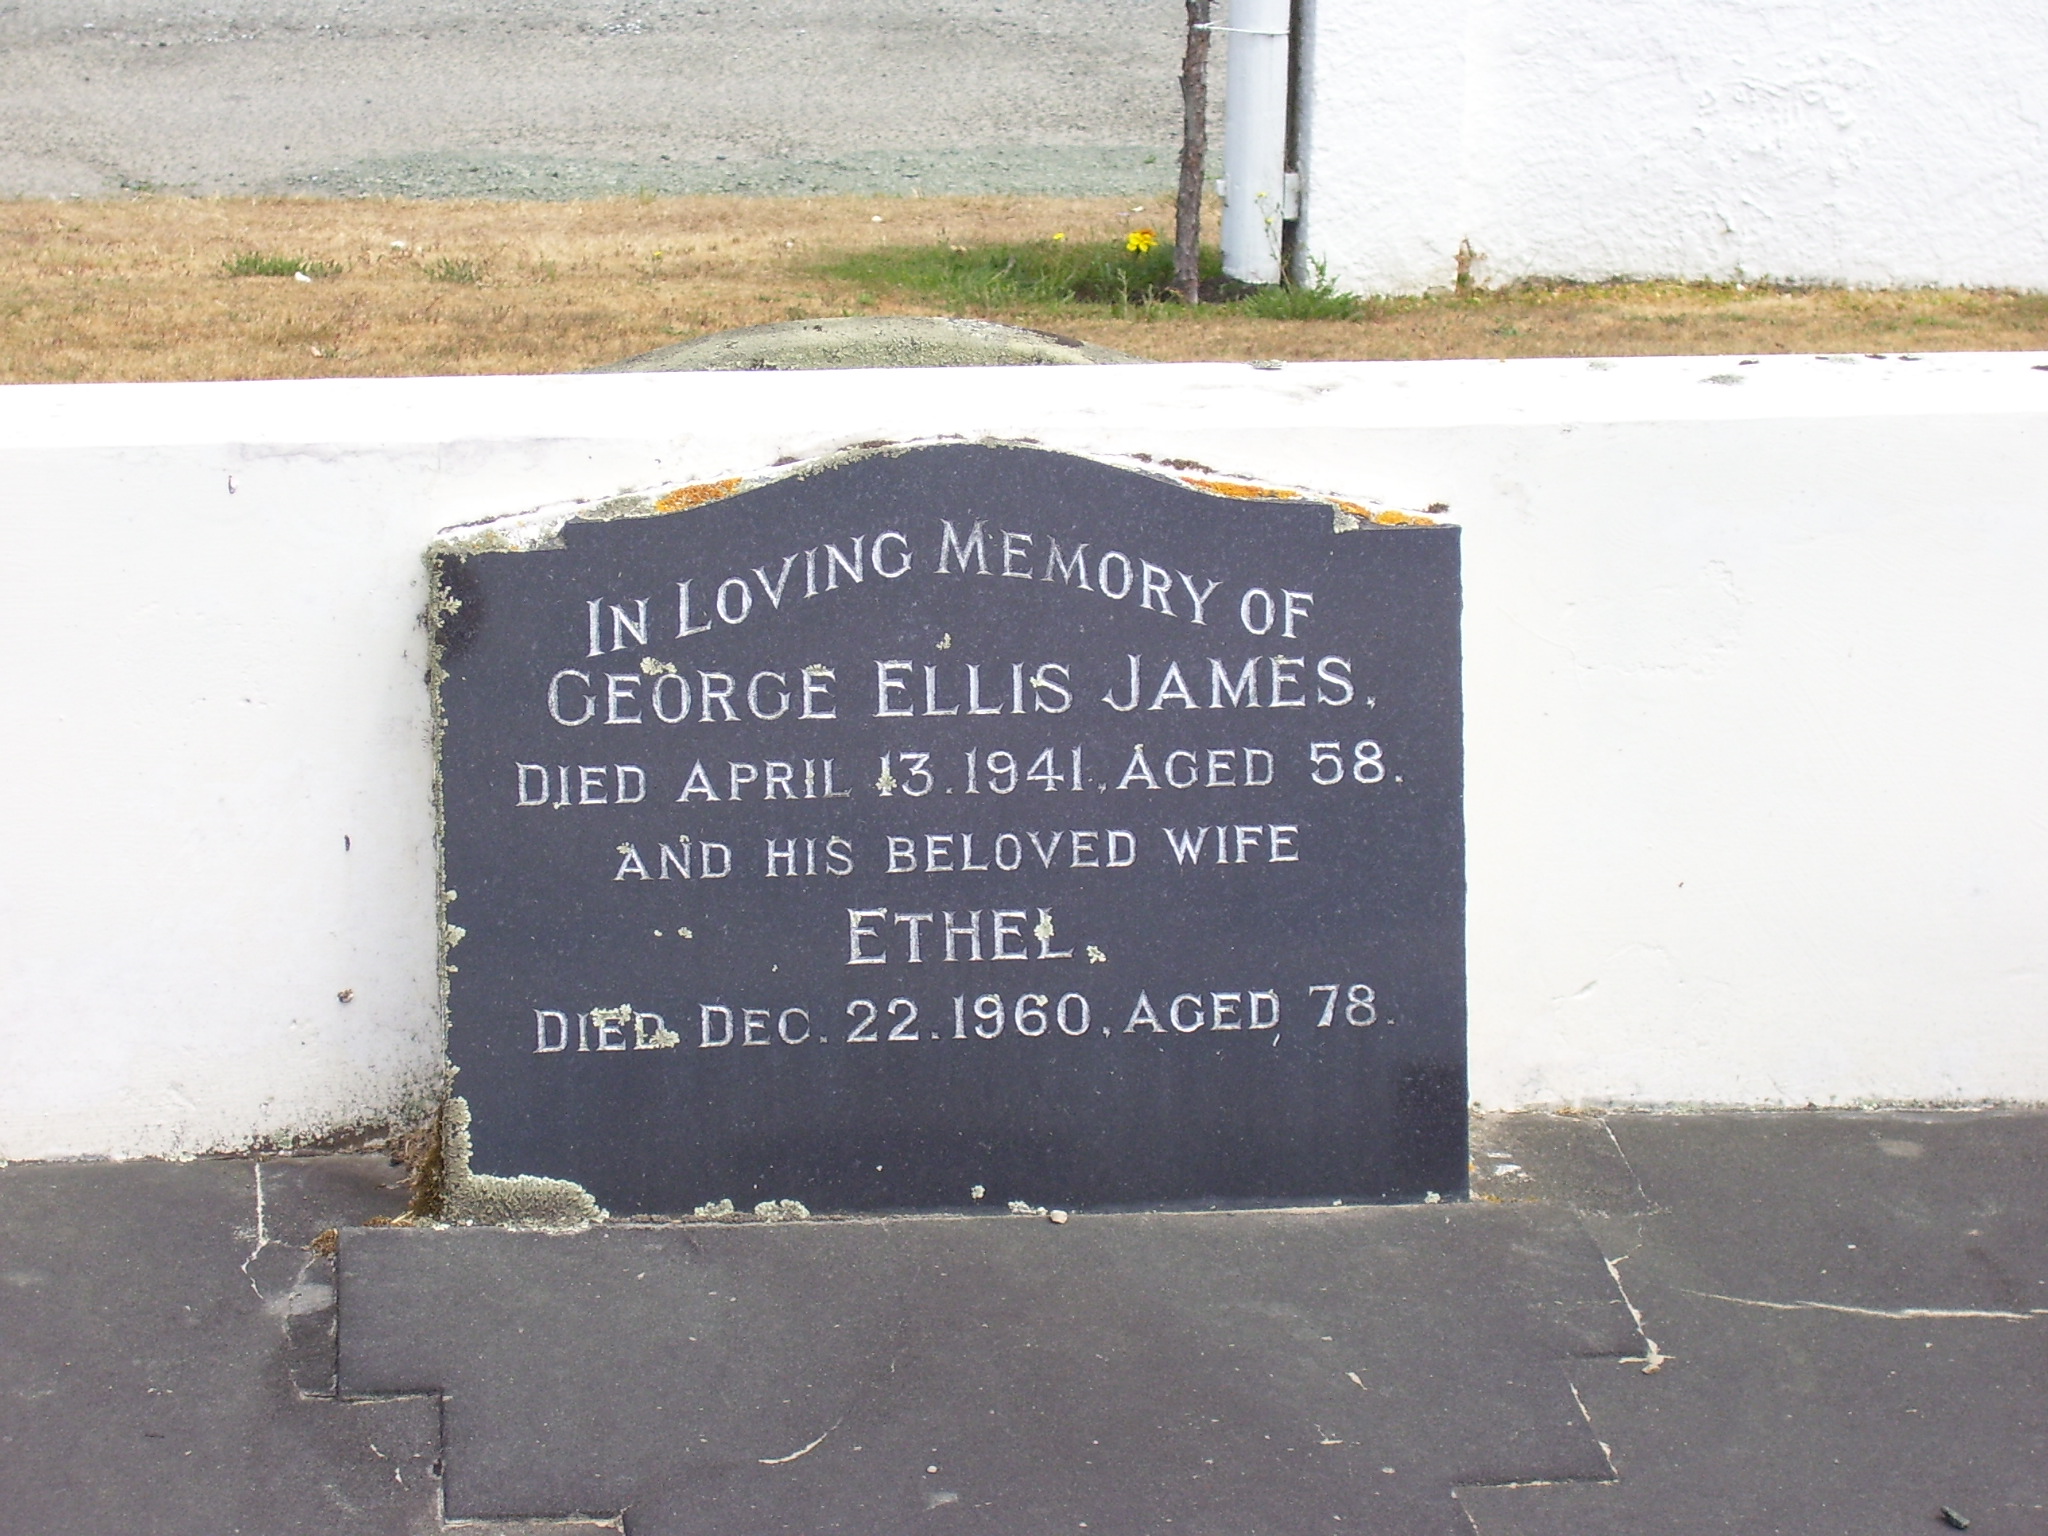 IN LOVING MEMORY OF
GEORGE ELLIS JAMES.
DIED APRIL 13. 1941, AGED 58.
AND HIS BELOVED WIFE
ETHEL.
DIED DEC. 22. 1960, AGED 78.